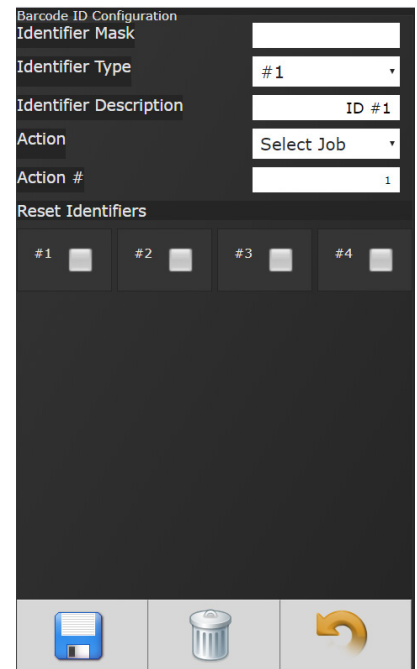 Barcode ID Configuration
Identifier Mask
Identifier Type #1
Identifier Description ID #1
Action Select Job
Action # 1
Reset Identifiers
#1 #2 #3 #4